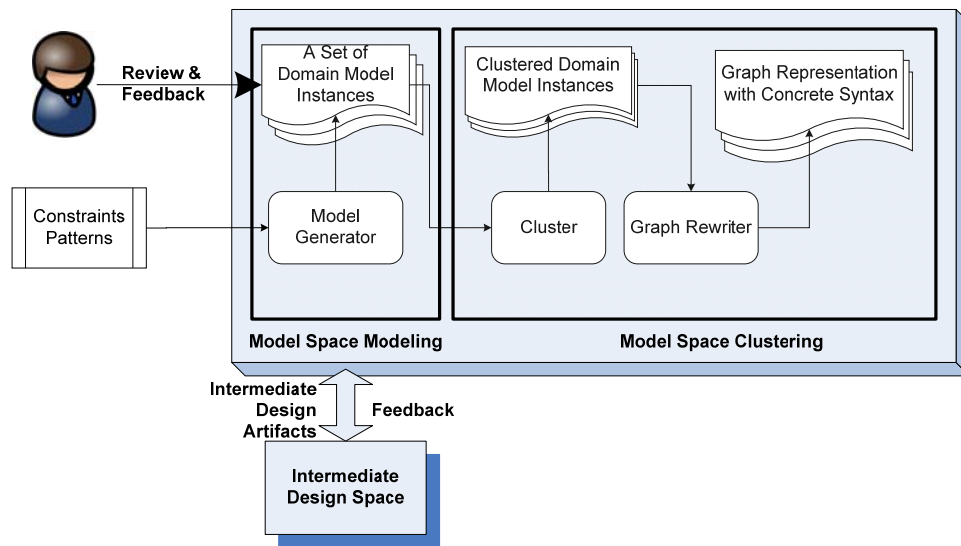 Review &
Feedback
A Set of
Domain Model
Instances
Clustered Domain
Model Instances
Graph Representation
with Concrete Syntax
Constraints
Patterns
Model
Generator
Cluster
Graph Rewriter
Model Space Modeling
Model Space Clustering
Intermediate
Design
Artifacts
Feedback
Intermediate
Design Space